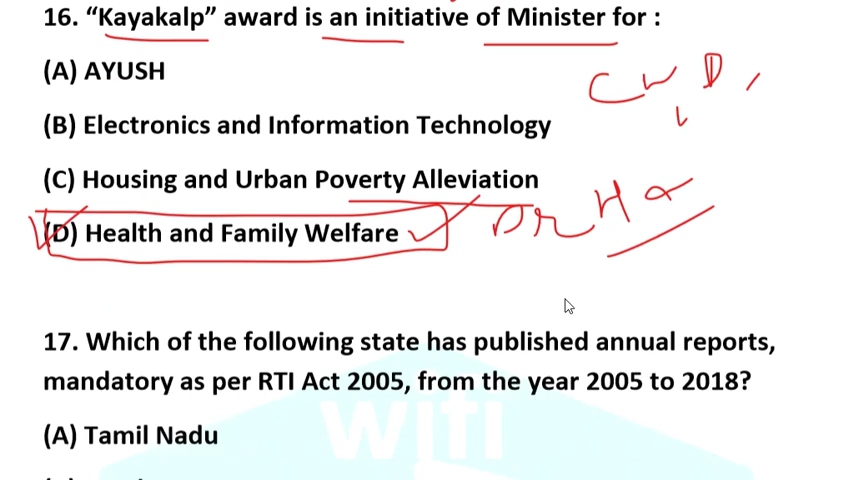 16. “Kayakalp” award is an initiative of Minister for :
(A) AYUSH
(B) Electronics and Information Technology
(C) Housing and Urban Poverty Alleviation
(D) Health and Family Welfare
17. Which of the following state has published annual reports,
mandatory as per RTI Act 2005, from the year 2005 to 2018?
witi
(A) Tamil Nadu